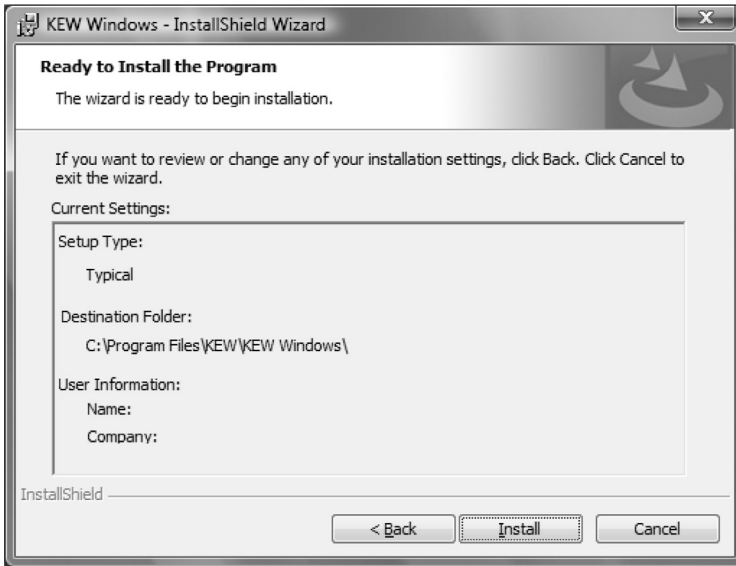 KEW Windows - InstallShield Wizard
Ready to Install the Program
The wizard is ready to begin installation.
If you want to review or change any of your installation settings, click Back. Click Cancel to
exit the wizard.
Current Settings:
Setup Type:
Typical
Destination Folder:
C:\Program Files\KEW\KEW Windows\
User Information:
Name:
Company:
InstallShield
< Back
Install
Cancel